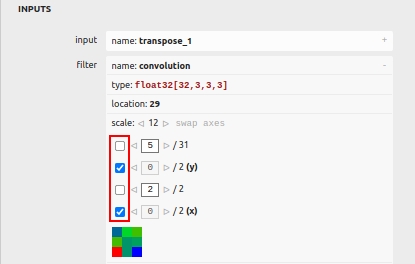 INPUTS
input name: transpose_1 +
filter name: convolution -
type: float32[32,3,3,3]
location: 29
scale: ◁ 12 ▷ swap axes
◁ 5 ▷ / 31
◁ 0 ▷ / 2 (y)
◁ 2 ▷ / 2
◁ 0 ▷ / 2 (x)